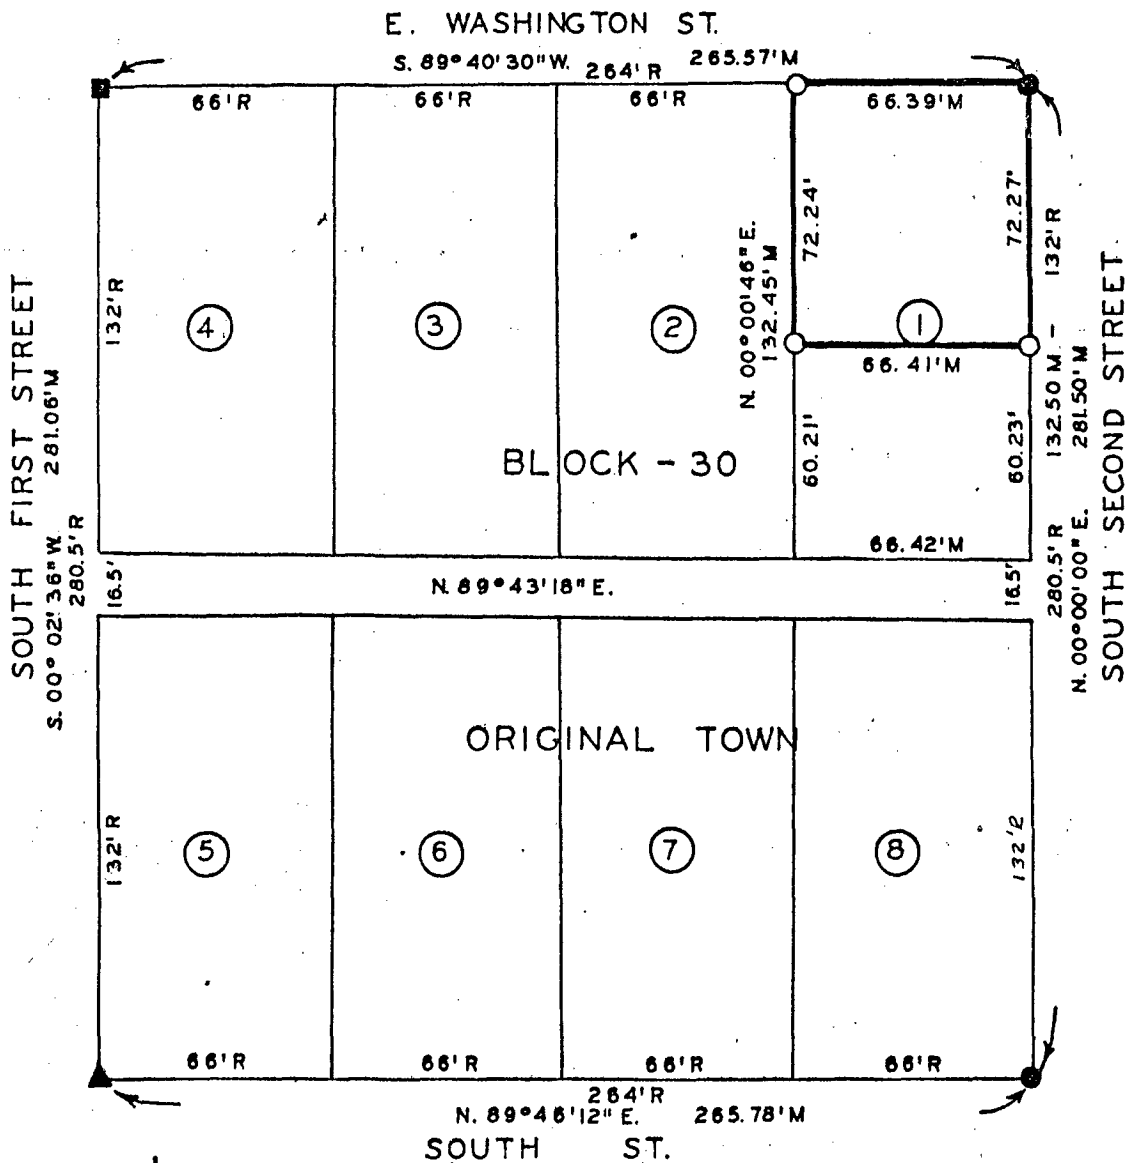 E. WASHINGTON ST.
S. 89°40'30"W. 264'R 265.57'M
66'R 66'R 66'R 66.39'M
72.24'
72.27'
132'R
N. 00°00'46"E.
132.45'M
132'R
4 3 2 1
66.41'M
SOUTH FIRST STREET
281.06'M
S. 00°02'36"W.
280.5'R
SOUTH SECOND STREET.
132.50 M. -
281.50'M
280.5'R
N. 00°00'00"E.
60.21'
60.23'
BLOCK - 30
66.42'M
16.5'
N. 89°43'18"E.
16.5'
ORIGINAL TOWN
132'R
5 6 7 8
132'R
66'R 66'R 66'R 66'R
264'R
N. 89°46'12"E. 265.78'M
SOUTH ST.